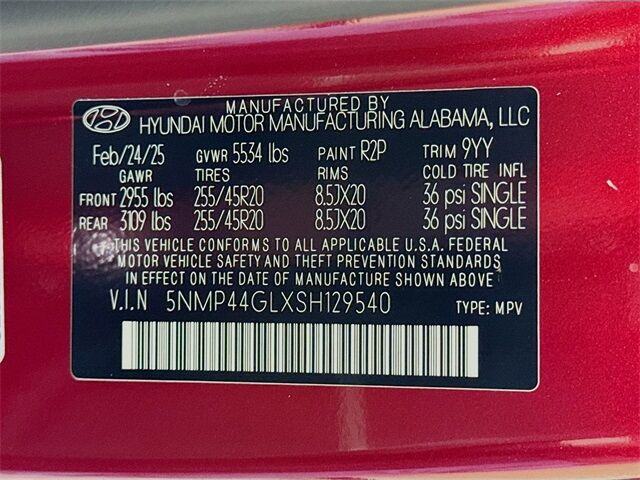 MANUFACTURED BY
HYUNDAI MOTOR MANUFACTURING ALABAMA, LLC
Feb/24/25 GVWR 5534 lbs PAINT R2P TRIM 9YY
GAWR TIRES RIMS COLD TIRE INFL
FRONT 2955 lbs 255/45R20 8.5JX20 36 psi SINGLE
REAR 3109 lbs 255/45R20 8.5JX20 36 psi SINGLE
THIS VEHICLE CONFORMS TO ALL APPLICABLE U.S.A. FEDERAL
MOTOR VEHICLE SAFETY AND THEFT PREVENTION STANDARDS
IN EFFECT ON THE DATE OF MANUFACTURE SHOWN ABOVE
V.I.N 5NMP44GLXSH129540 TYPE: MPV